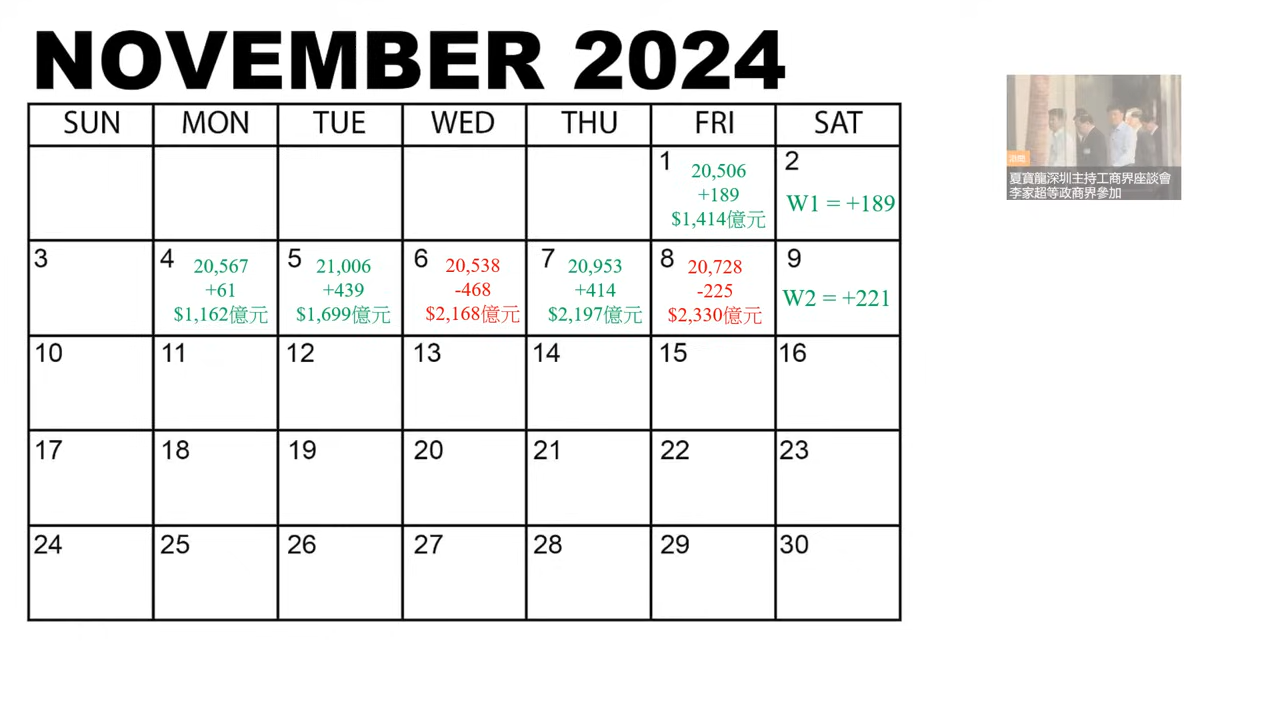 NOVEMBER 2024
SUN MON TUE WED THU FRI SAT
1
20,506
+189
$1,414億元
2
W1 = +189
3
4
20,567
+61
$1,162億元
5
21,006
+439
$1,699億元
6
20,538
-468
$2,168億元
7
20,953
+414
$2,197億元
8
20,728
-225
$2,330億元
9
W2 = +221
10 11 12 13 14 15 16
17 18 19 20 21 22 23
24 25 26 27 28 29 30
港聞
夏寶龍深圳主持工商界座談會
李家超等政商界參加